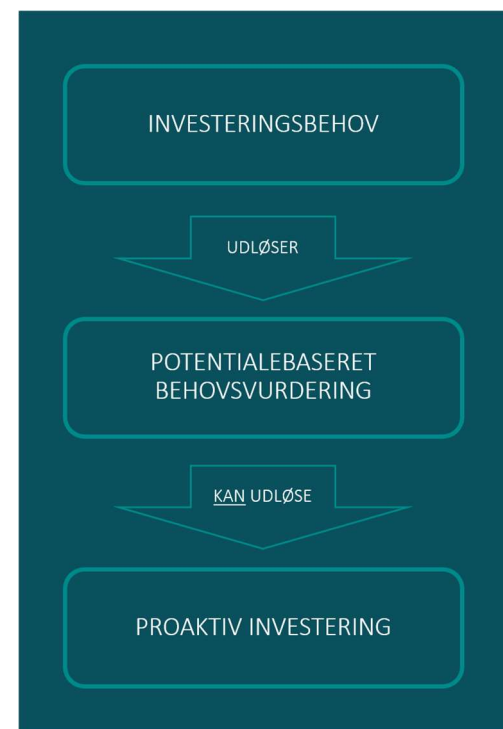 INVESTERINGSBEHOV
UDLØSER
POTENTIALEBASERET
BEHOVSVURDERING
KAN UDLØSE
PROAKTIV INVESTERING